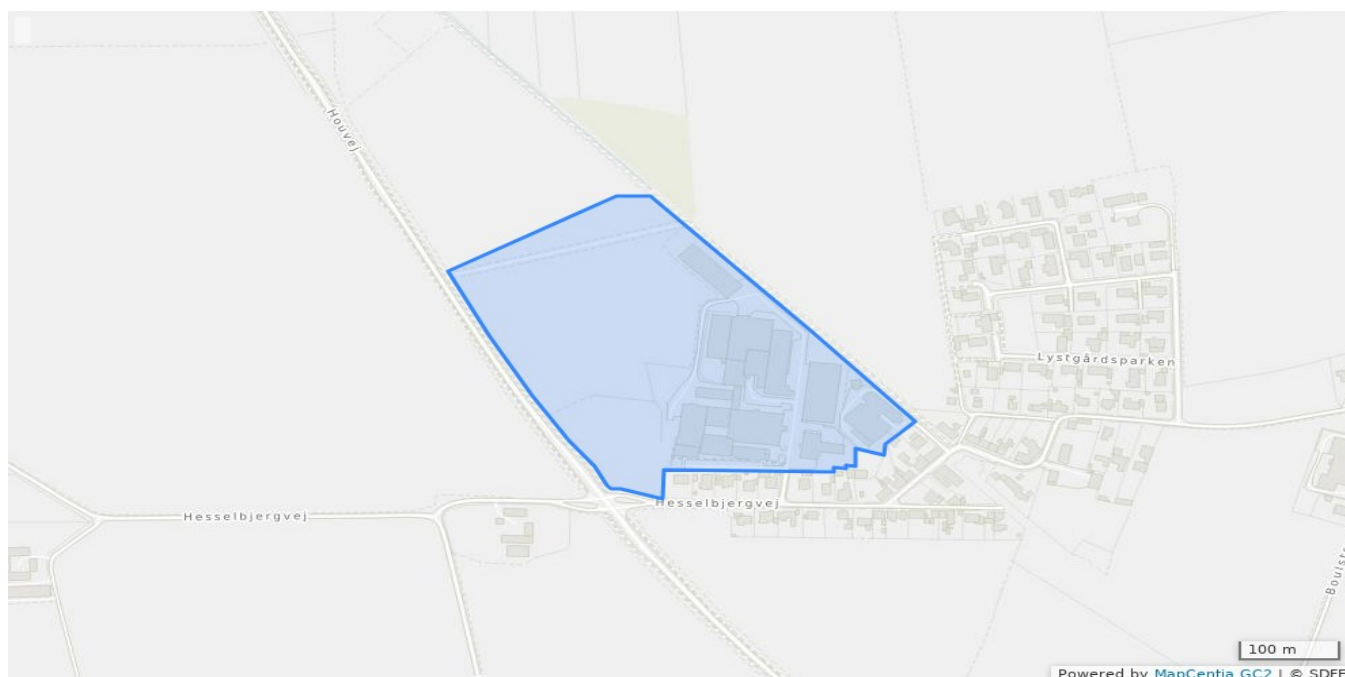 Houvej
Lystgårdsparken
Hesselbjergvej
Hesselbjergvej
100 m
Powered by MapCentia GC2 | © SDFE